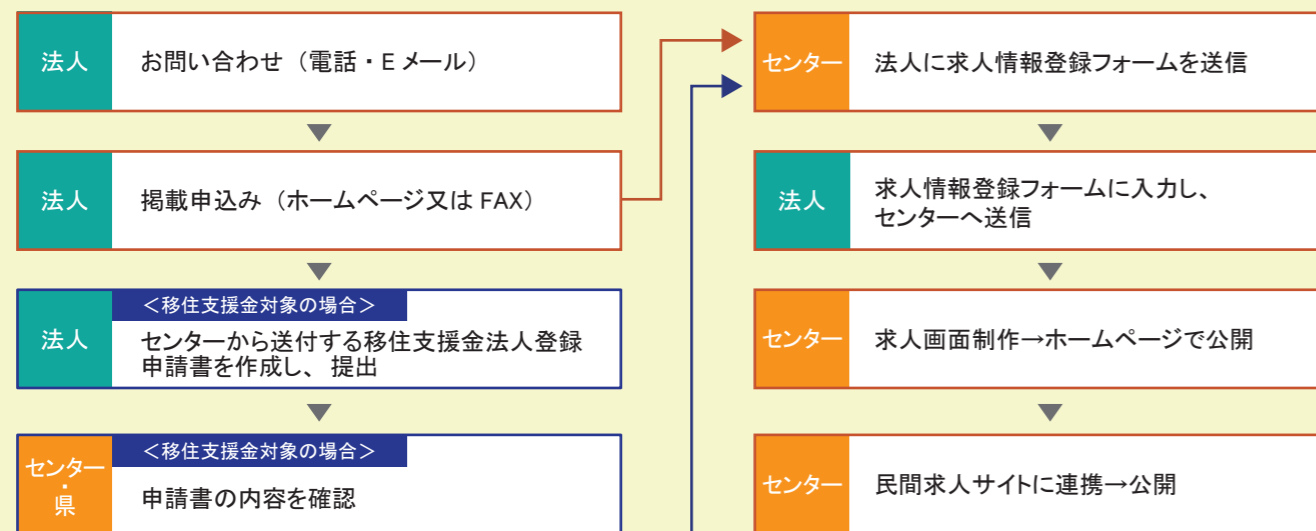 法人
お問い合わせ（電話・Eメール）
法人
掲載申込み（ホームページ又は FAX）
法人
＜移住支援金対象の場合＞
センターから送付する移住支援金法人登録
申請書を作成し、提出
センター
・
県
＜移住支援金対象の場合＞
申請書の内容を確認
センター
法人に求人情報登録フォームを送信
法人
求人情報登録フォームに入力し、
センターへ送信
センター
求人画面制作→ホームページで公開
センター
民間求人サイトに連携→公開